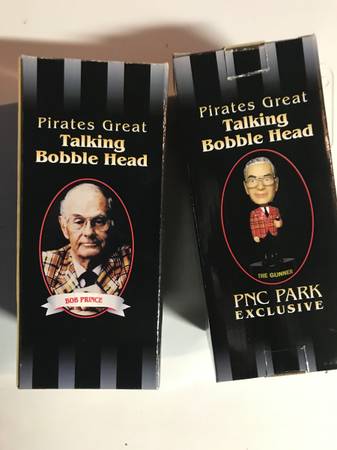 Pirates Great
Talking
Bobble Head
BOB PRINCE
Pirates Great
Talking
Bobble Head
THE GUNNER
PNC PARK
EXCLUSIVE